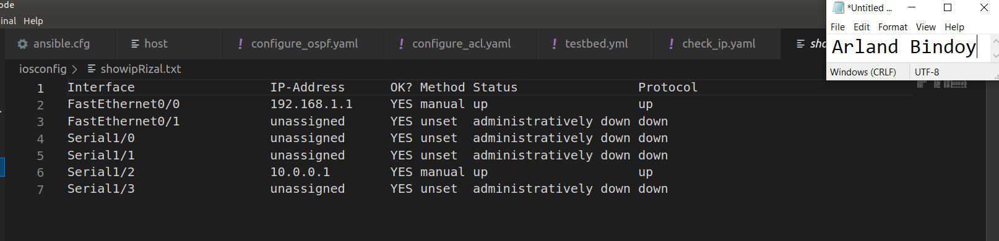 ode
inal Help
ansible.cfg host configure_ospf.yaml configure_acl.yaml testbed.yml check_ip.yaml sho
iosconfig > showipRizal.txt
1 Interface IP-Address OK? Method Status Protocol
2 FastEthernet0/0 192.168.1.1 YES manual up up
3 FastEthernet0/1 unassigned YES unset administratively down down
4 Serial1/0 unassigned YES unset administratively down down
5 Serial1/1 unassigned YES unset administratively down down
6 Serial1/2 10.0.0.1 YES manual up up
7 Serial1/3 unassigned YES unset administratively down down
*Untitled ...
File Edit Format View Help
Arland Bindoy
Windows (CRLF) UTF-8